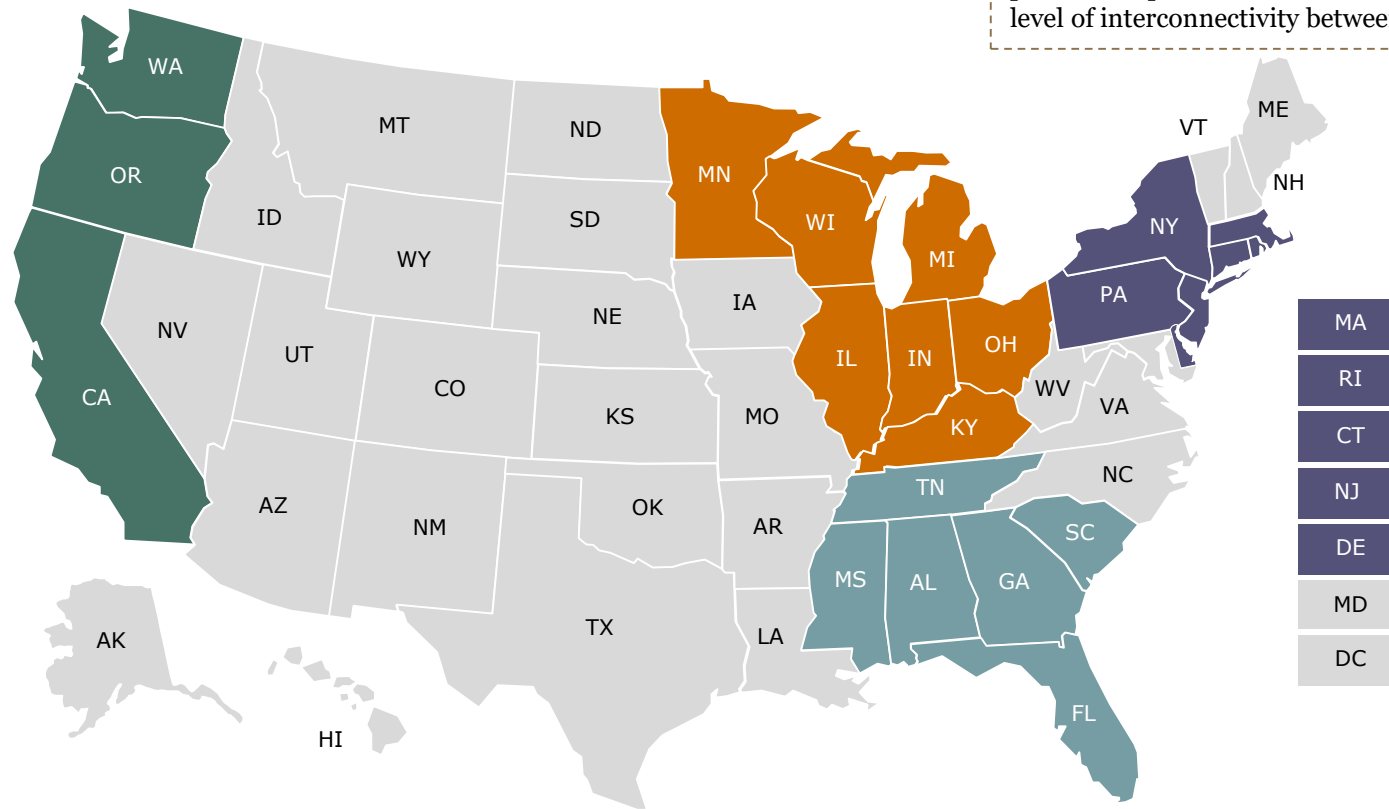 level of interconnectivity between
WA
MT
ND
MN
VT
ME
OR
ID
SD
WI
MI
NY
NH
WY
IA
PA
NV
UT
NE
IL
IN
OH
MA
CA
CO
KS
MO
WV
VA
RI
KY
CT
AZ
NM
OK
AR
TN
NC
NJ
MS
AL
GA
SC
DE
AK
TX
LA
MD
HI
FL
DC